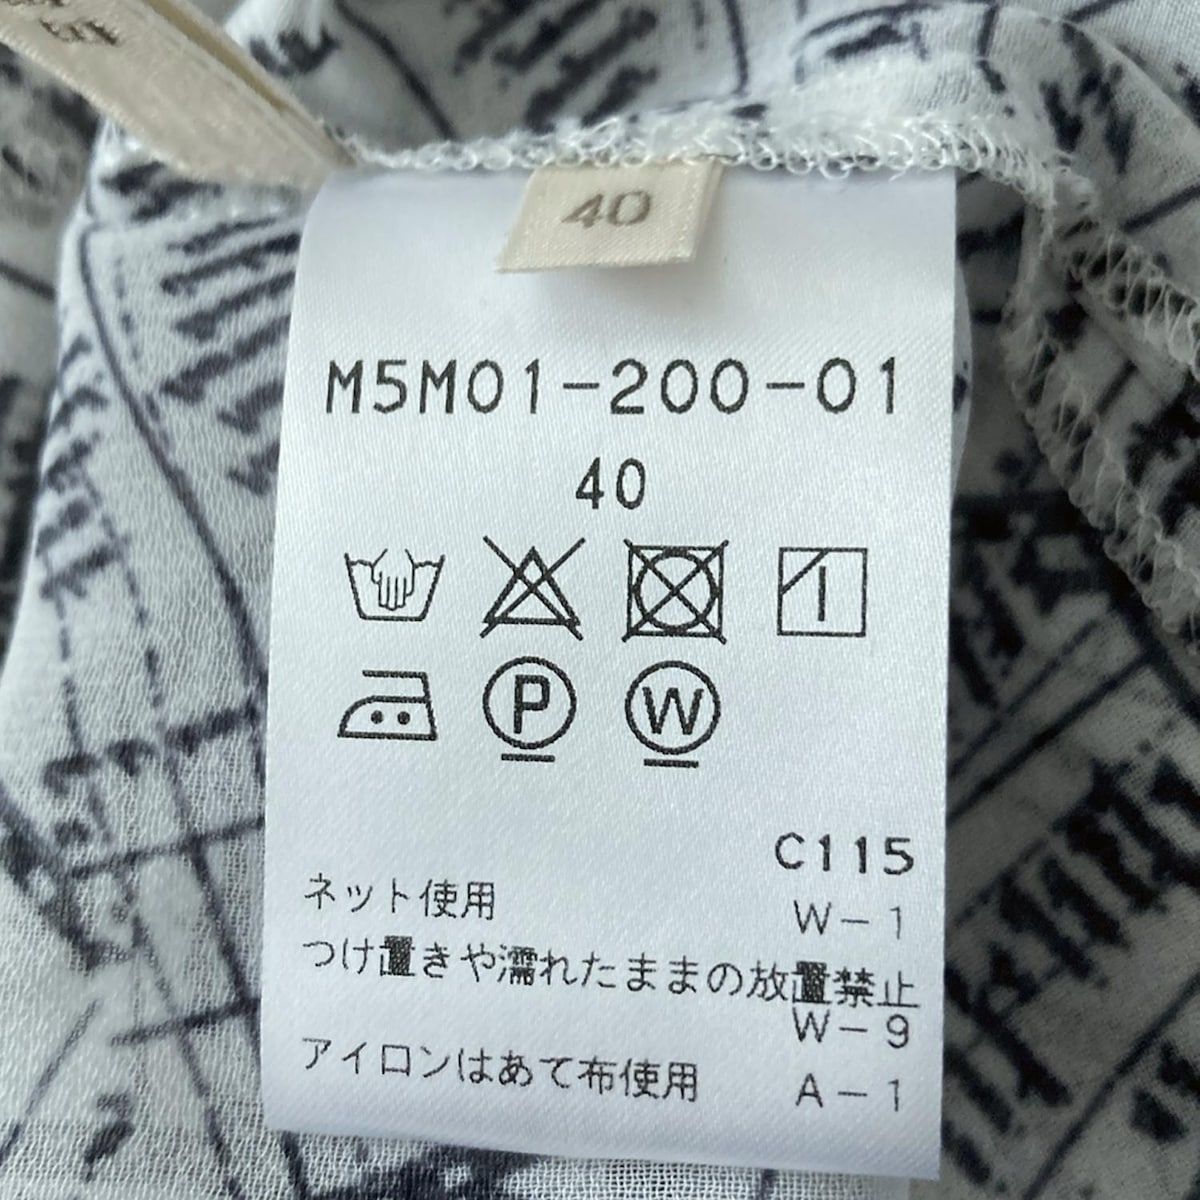 40
M5M01-200-01
40
P W
C115
ネット使用 W-1
つけ置きや濡れたままの放置禁止
W-9
アイロンはあて布使用 A-1